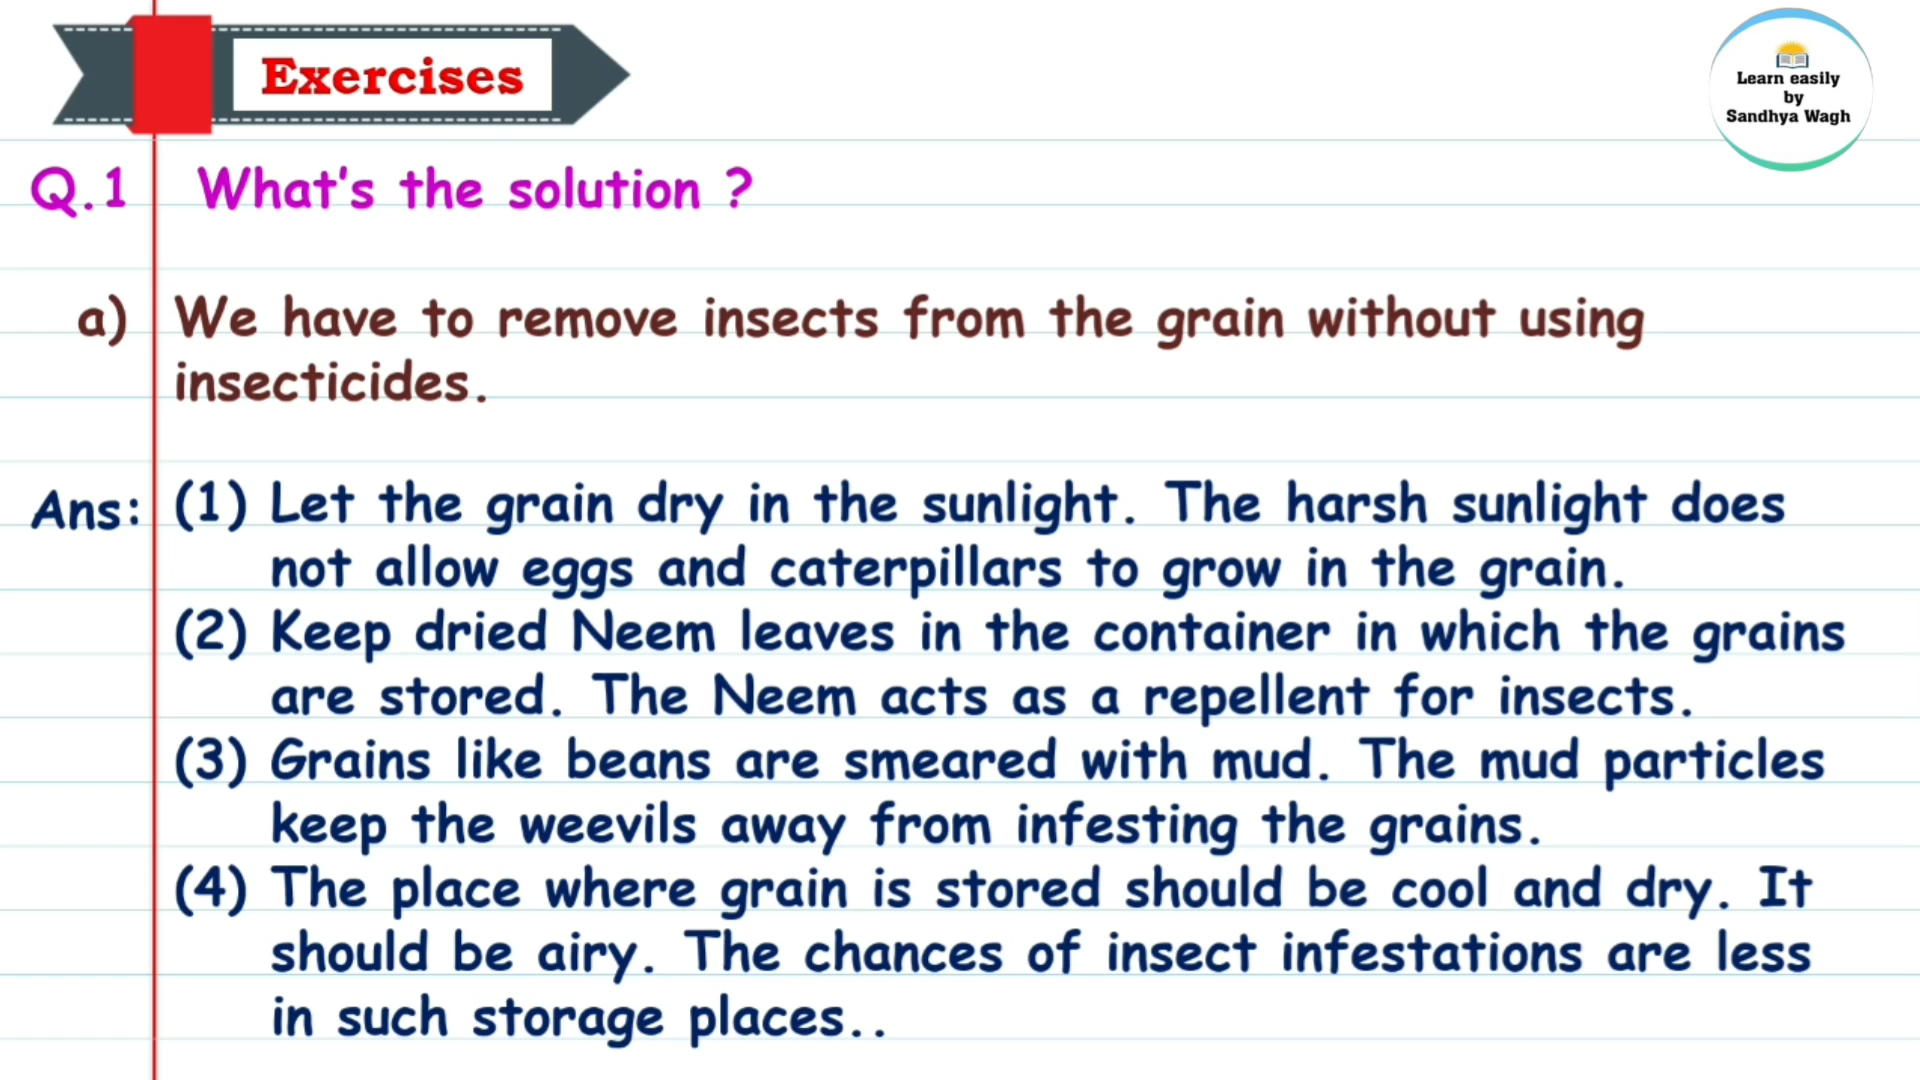 Exercises
Learn easily
by
Sandhya Wagh
Q.1 What's the solution ?
a) We have to remove insects from the grain without using
insecticides.
Ans: (1) Let the grain dry in the sunlight. The harsh sunlight does
not allow eggs and caterpillars to grow in the grain.
(2) Keep dried Neem leaves in the container in which the grains
are stored. The Neem acts as a repellent for insects.
(3) Grains like beans are smeared with mud. The mud particles
keep the weevils away from infesting the grains.
(4) The place where grain is stored should be cool and dry. It
should be airy. The chances of insect infestations are less
in such storage places..